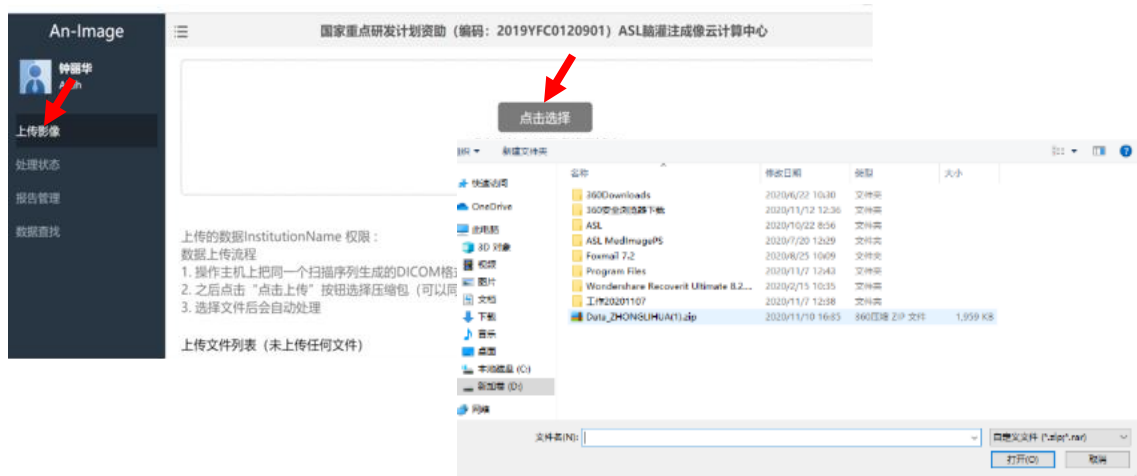 An-Image
国家重点研发计划资助（编码：2019YFC0120901）ASL脑灌注成像云计算中心
钟丽华
上传影像
处理状态
报告管理
数据查找
点击选择
上传的数据InstitutionName 权限：
数据上传流程
1. 操作主机上把同一个扫描序列生成的DICOM格式
2. 之后点击“点击上传”按钮选择压缩包（可以同
3. 选择文件后会自动处理
上传文件列表（未上传任何文件）
新建文件夹
名称 修改日期 类型 大小
快速访问
OneDrive
此电脑
3D 对象
视频
图片
文档
下载
音乐
桌面
本地磁盘 (C:)
新加卷 (D:)
网络
360Downloads 2020/6/22 10:30 文件夹
360安全浏览器下载 2020/11/12 12:36 文件夹
ASL 2020/10/22 8:56 文件夹
ASL MedImagePS 2020/7/20 12:29 文件夹
Foxmail 7.2 2020/8/25 10:09 文件夹
Program Files 2020/11/7 12:43 文件夹
Wondershare Recoverit Ultimate 8.2... 2020/2/15 10:35 文件夹
工作20201107 2020/11/7 12:38 文件夹
Data_ZHONGLIHUA(1).zip 2020/11/10 16:35 360压缩 ZIP 文件 1,959 KB
文件名(N):
自定义文件 (*.zip;*.rar)
打开(O) 取消